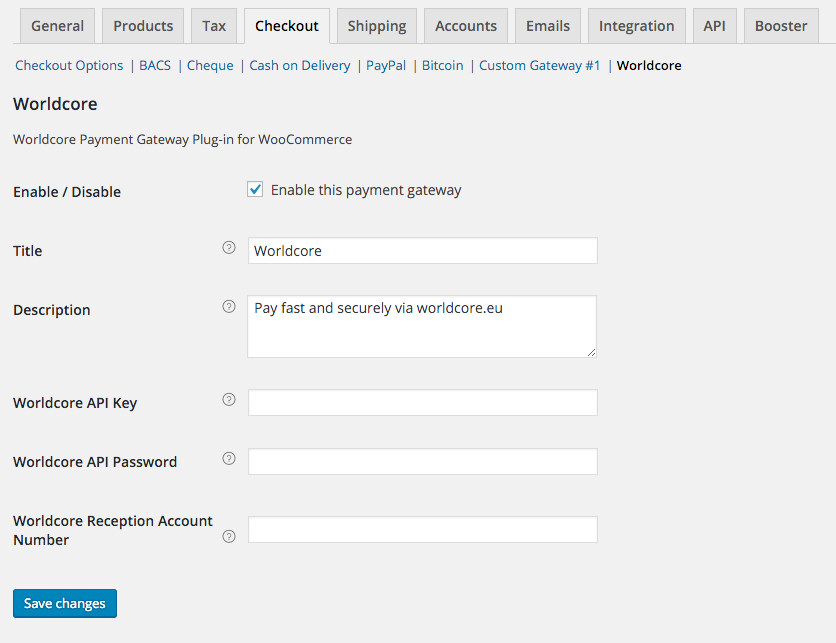 General Products Tax Checkout Shipping Accounts Emails Integration API Booster
Checkout Options | BACS | Cheque | Cash on Delivery | PayPal | Bitcoin | Custom Gateway #1 | Worldcore
Worldcore
Worldcore Payment Gateway Plug-in for WooCommerce
Enable / Disable Enable this payment gateway
Title ? Worldcore
Description ? Pay fast and securely via worldcore.eu
Worldcore API Key ?
Worldcore API Password ?
Worldcore Reception Account
Number ?
Save changes